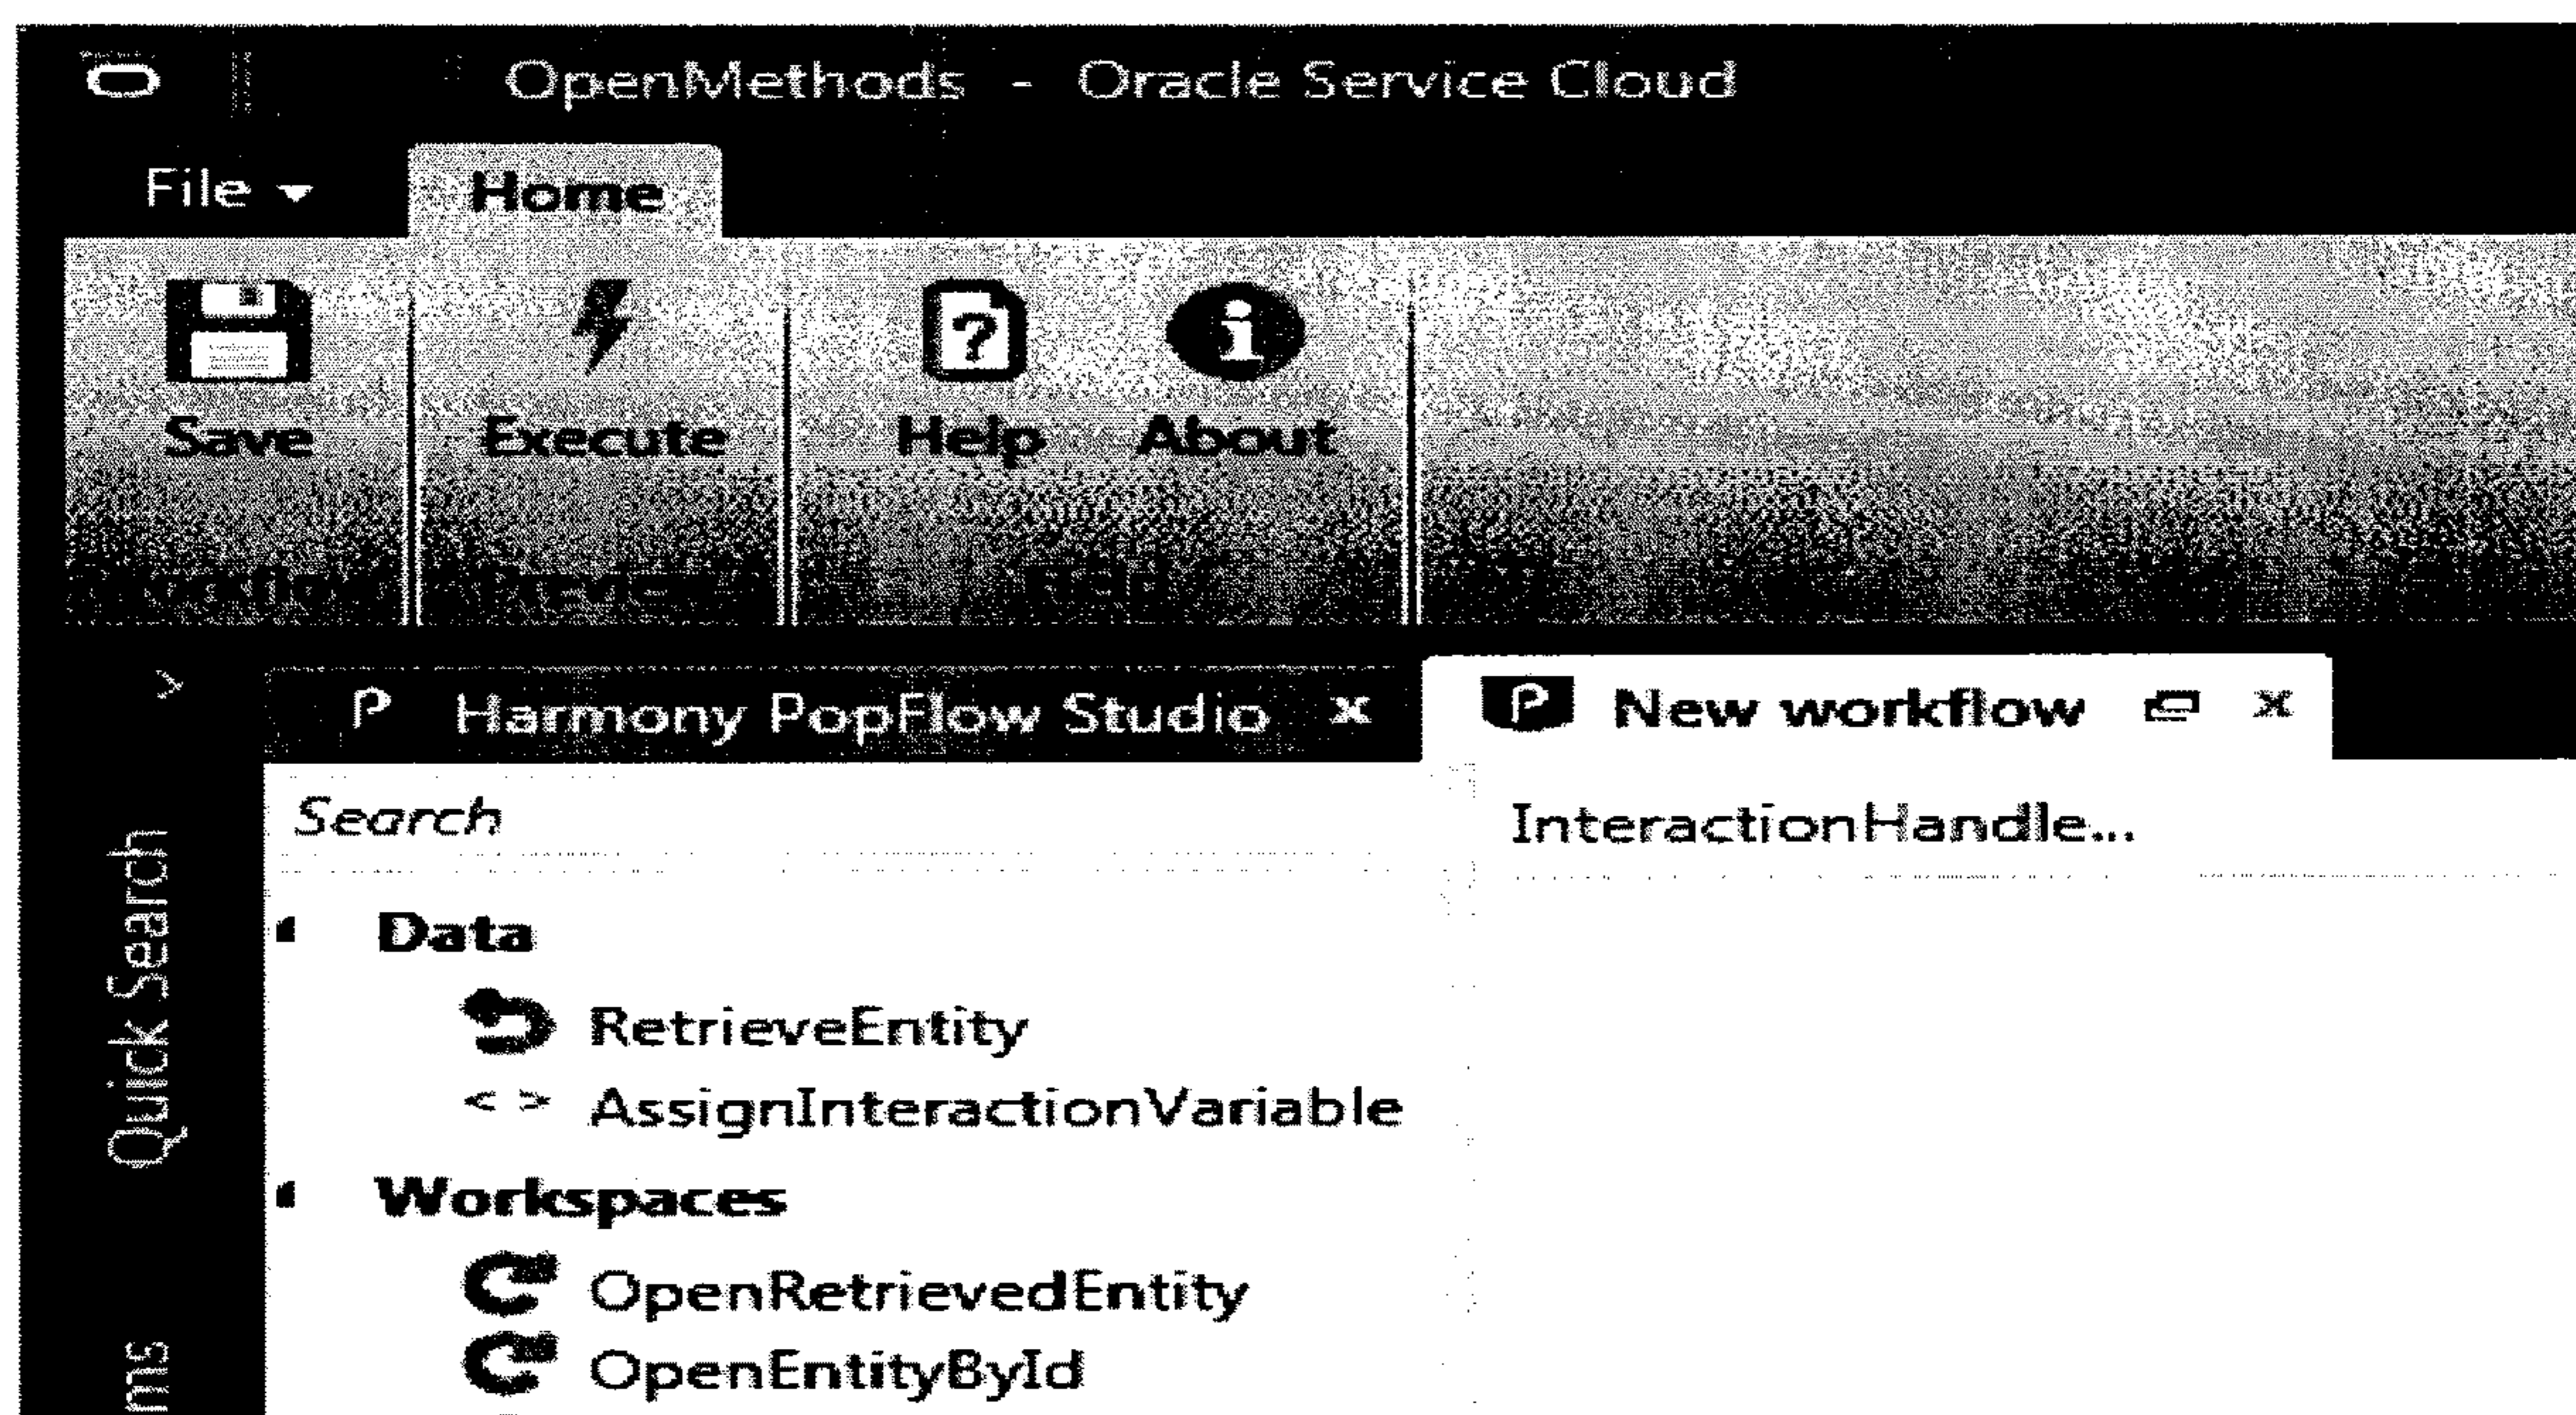 OpenMethods - Oracle Service Cloud
File Home
Save Execute Help About
Harmony PopFlow Studio x New workflow x
Search
InteractionHandle...
Quick Search
Data
RetrieveEntity
<> AssignInteractionVariable
Workspaces
OpenRetrievedEntity
OpenEntityById